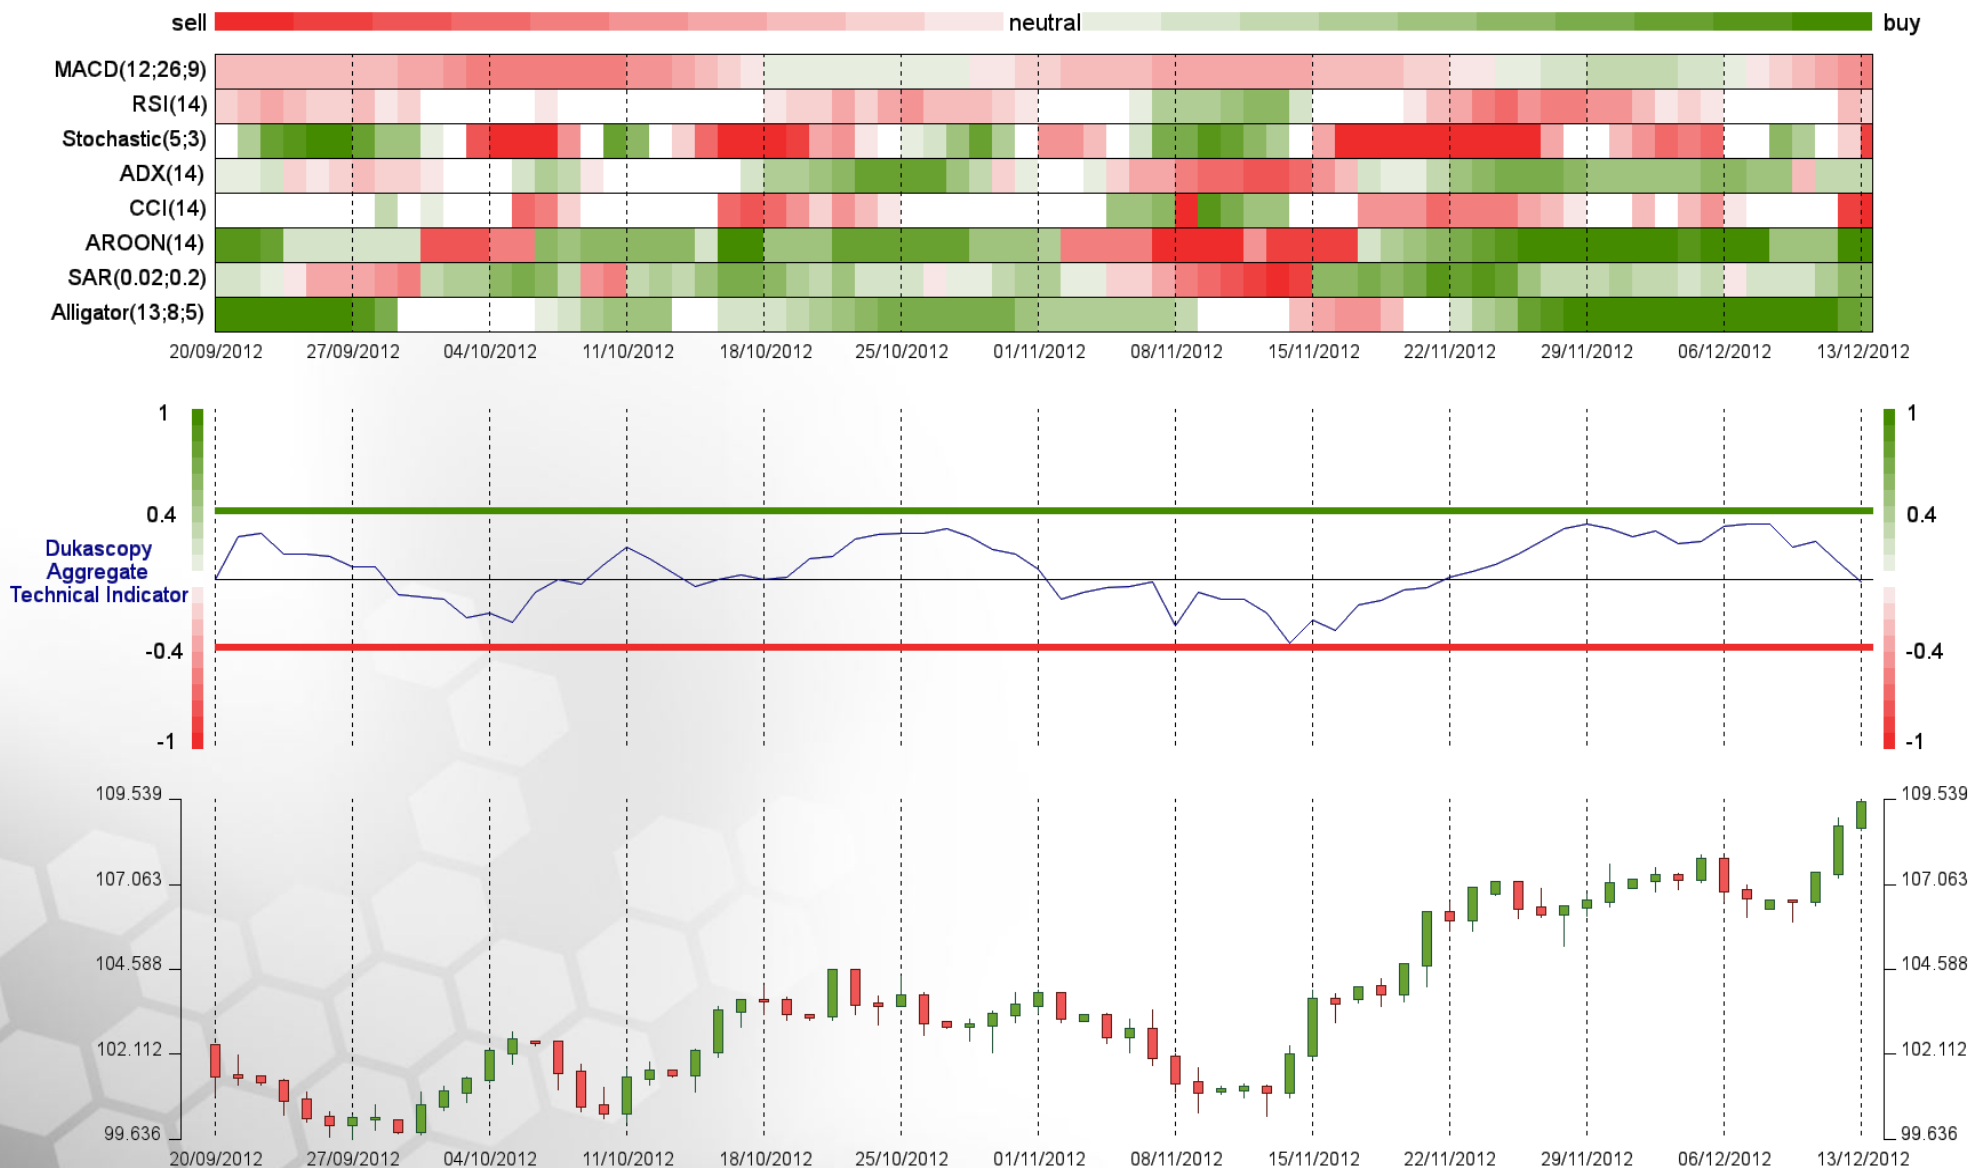 sell neutral buy
MACD(12;26;9)
RSI(14)
Stochastic(5;3)
ADX(14)
CCI(14)
AROON(14)
SAR(0.02;0.2)
Alligator(13;8;5)
20/09/2012 27/09/2012 04/10/2012 11/10/2012 18/10/2012 25/10/2012 01/11/2012 08/11/2012 15/11/2012 22/11/2012 29/11/2012 06/12/2012 13/12/2012
1 1
0.4 0.4
Dukascopy
Aggregate
Technical Indicator
-0.4 -0.4
-1 -1
109.539 109.539
107.063 107.063
104.588 104.588
102.112 102.112
99.636 99.636
20/09/2012 27/09/2012 04/10/2012 11/10/2012 18/10/2012 25/10/2012 01/11/2012 08/11/2012 15/11/2012 22/11/2012 29/11/2012 06/12/2012 13/12/2012